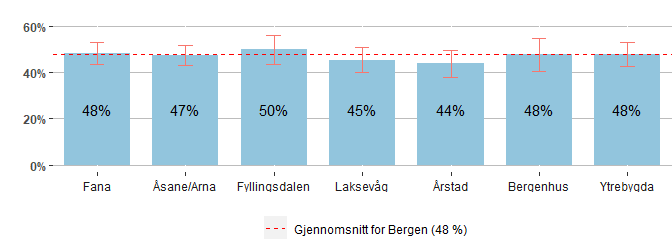 60%
40%
20%
0%
48%
47%
50%
45%
44%
48%
48%
Fana
Åsane/Arna
Fyllingsdalen
Laksevåg
Årstad
Bergenhus
Ytrebygda
Gjennomsnitt for Bergen (48 %)